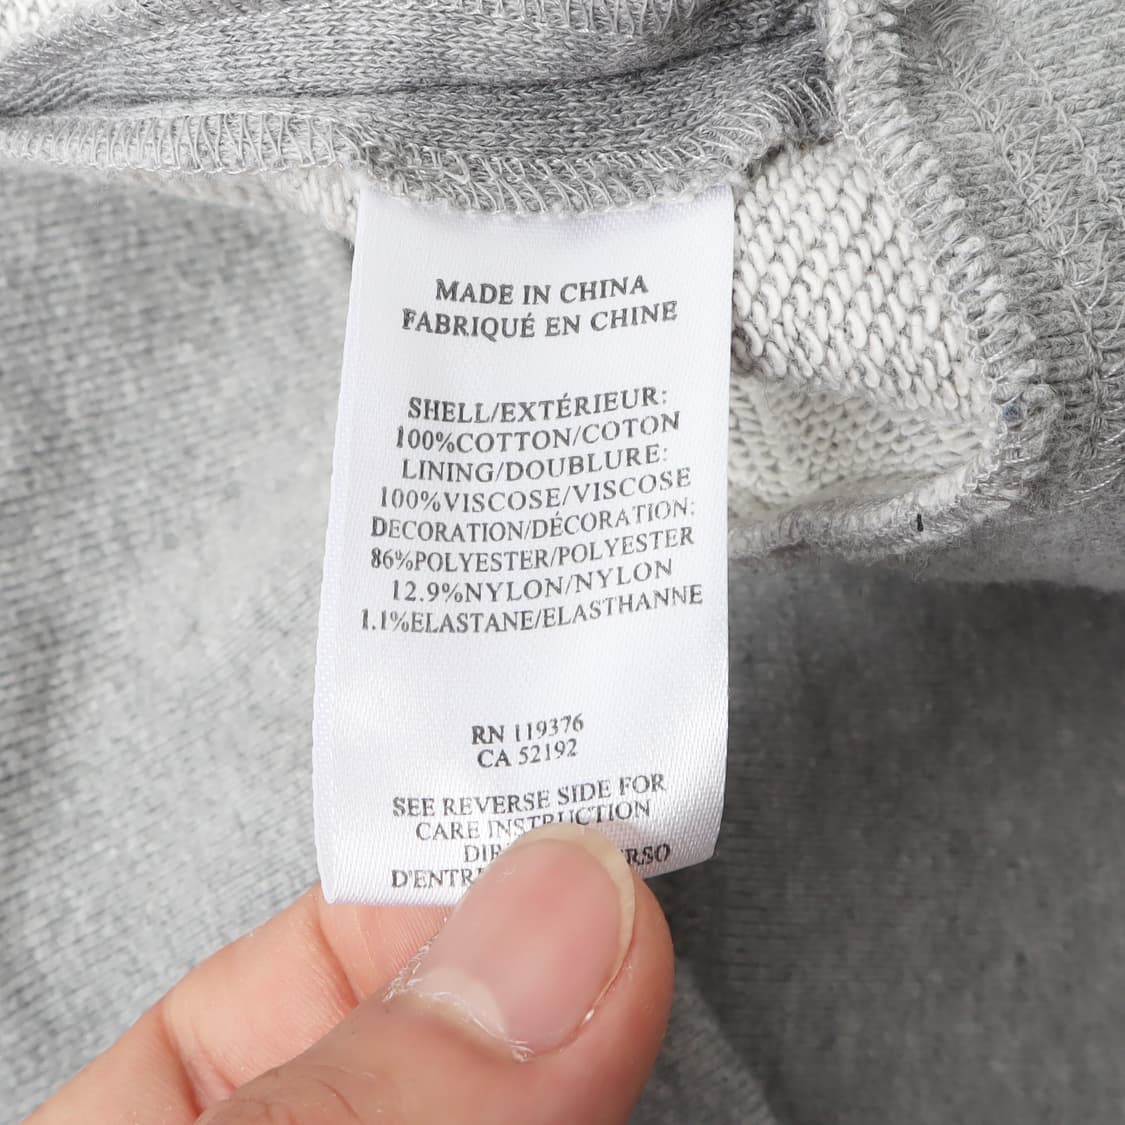 MADE IN CHINA
FABRIQUÉ EN CHINE
SHELL/EXTÉRIEUR:
100%COTTON/COTON
LINING/DOUBLURE:
100%VISCOSE/VISCOSE
DECORATION/DÉCORATION:
86%POLYESTER/POLYESTER
12.9%NYLON/NYLON
1.1%ELASTANE/ELASTHANNE
RN 119376
CA 52192
SEE REVERSE SIDE FOR
CARE INSTRUCTION